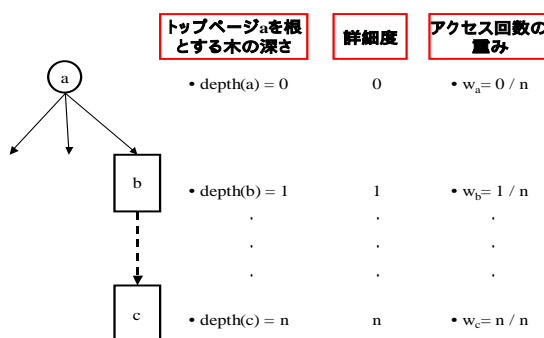 トップページaを根
とする木の深さ
詳細度
アクセス回数の
重み
a
• depth(a) = 0
0
• wa= 0 / n
b
• depth(b) = 1
1
• wb= 1 / n
. . .
. . .
. . .
c
• depth(c) = n
n
• wc= n / n